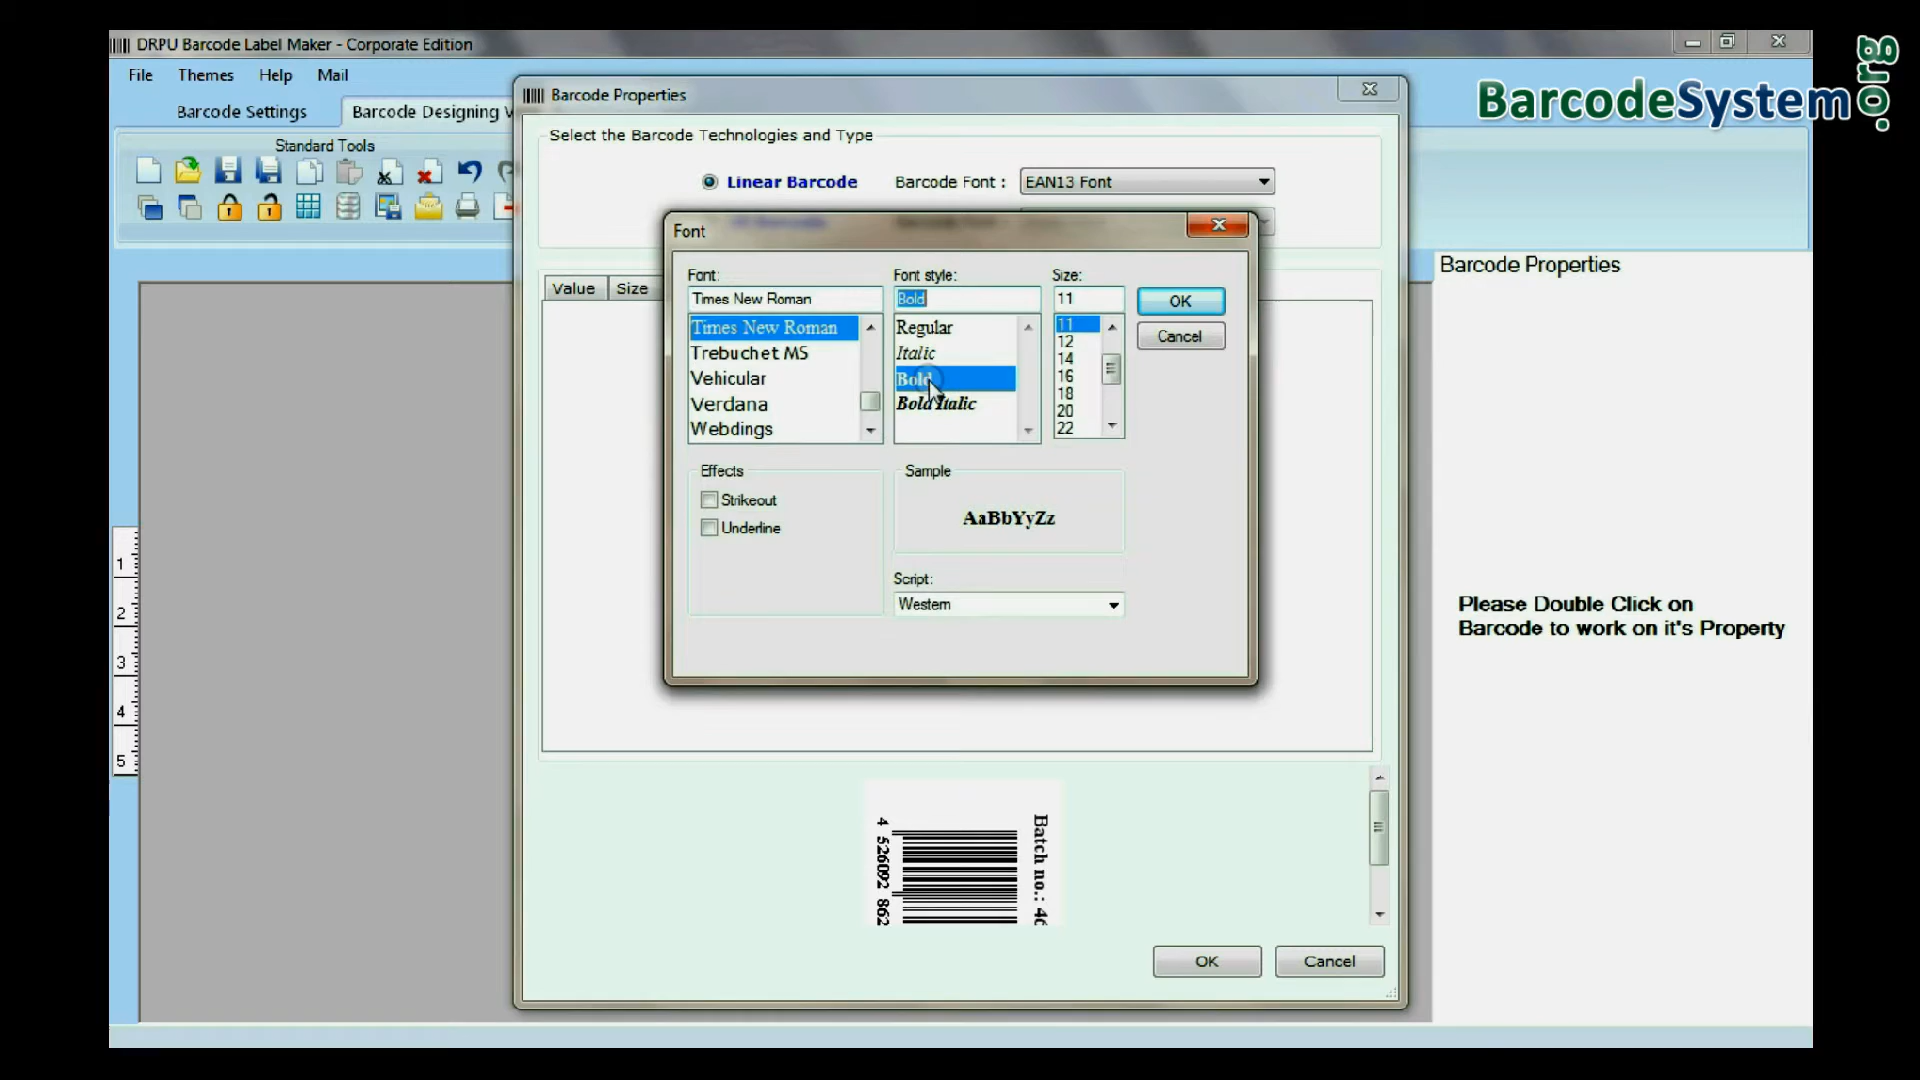 DRPU Barcode Label Maker - Corporate Edition
BarcodeSystem.org
File Themes Help Mail
Barcode Settings Barcode Designing
Standard Tools
Barcode Properties
Select the Barcode Technologies and Type
Linear Barcode Barcode Font : EAN13 Font
Value Size
Font
Font: Font style: Size:
Times New Roman Bold 11
OK
Cancel
Times New Roman
Trebuchet MS
Vehicular
Verdana
Webdings
Regular
Italic
Bold
Bold Italic
11
12
14
16
18
20
22
Effects
Strikeout
Underline
Sample
AaBbYyZz
Script:
Western
Barcode Properties
Please Double Click on
Barcode to work on it's Property
1
2
3
4
5
4 526092 862
Batch no.: 46
OK Cancel